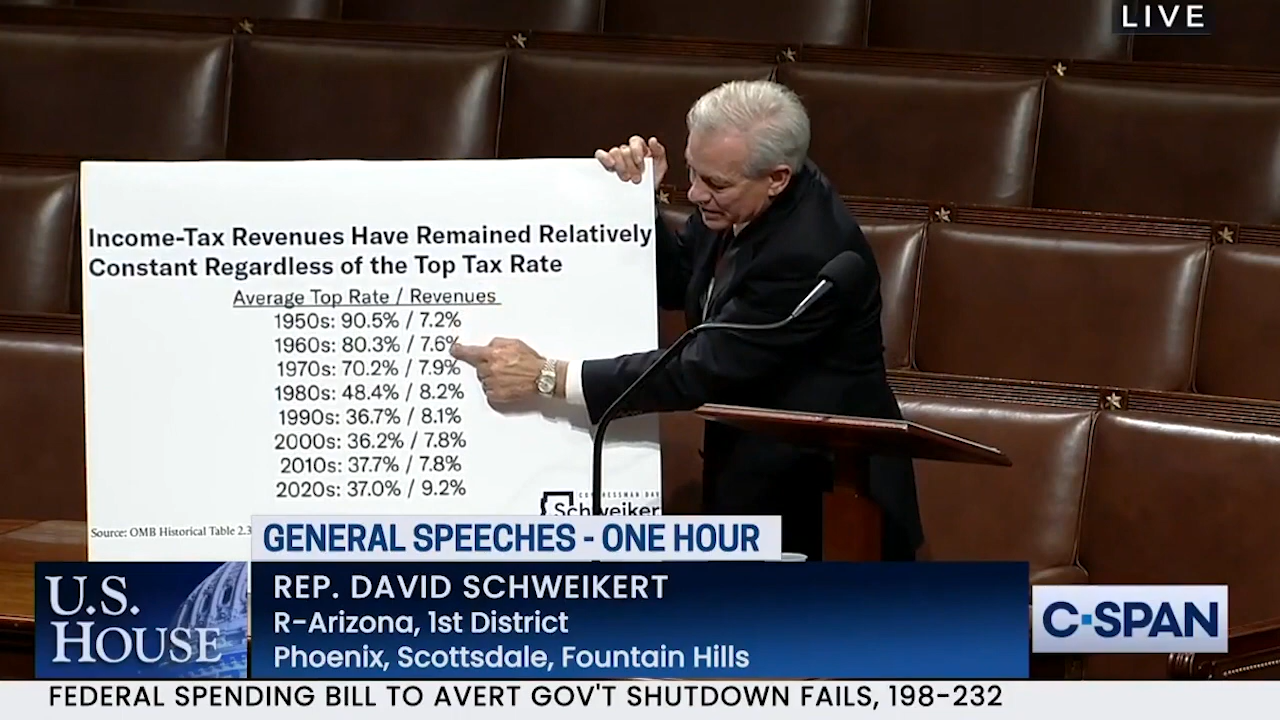 LIVE
Income-Tax Revenues Have Remained Relatively
Constant Regardless of the Top Tax Rate
Average Top Rate / Revenues
1950s: 90.5% / 7.2%
1960s: 80.3% / 7.6%
1970s: 70.2% / 7.9%
1980s: 48.4% / 8.2%
1990s: 36.7% / 8.1%
2000s: 36.2% / 7.8%
2010s: 37.7% / 7.8%
2020s: 37.0% / 9.2%
Source: OMB Historical Table 2.3
GENERAL SPEECHES - ONE HOUR
U.S.
HOUSE
REP. DAVID SCHWEIKERT
R-Arizona, 1st District
Phoenix, Scottsdale, Fountain Hills
C-SPAN
FEDERAL SPENDING BILL TO AVERT GOV'T SHUTDOWN FAILS, 198-232